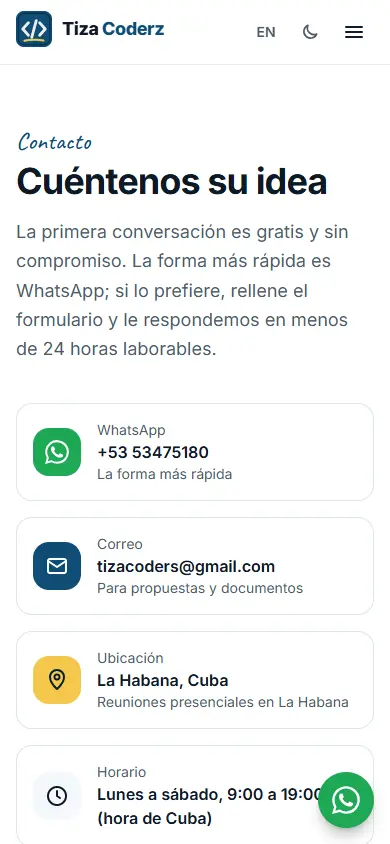 Tiza Coderz
EN
Contacto
Cuéntenos su idea
La primera conversación es gratis y sin
compromiso. La forma más rápida es
WhatsApp; si lo prefiere, rellene el
formulario y le respondemos en menos
de 24 horas laborables.
WhatsApp
+53 53475180
La forma más rápida
Correo
tizacoders@gmail.com
Para propuestas y documentos
Ubicación
La Habana, Cuba
Reuniones presenciales en La Habana
Horario
Lunes a sábado, 9:00 a 19:00
(hora de Cuba)